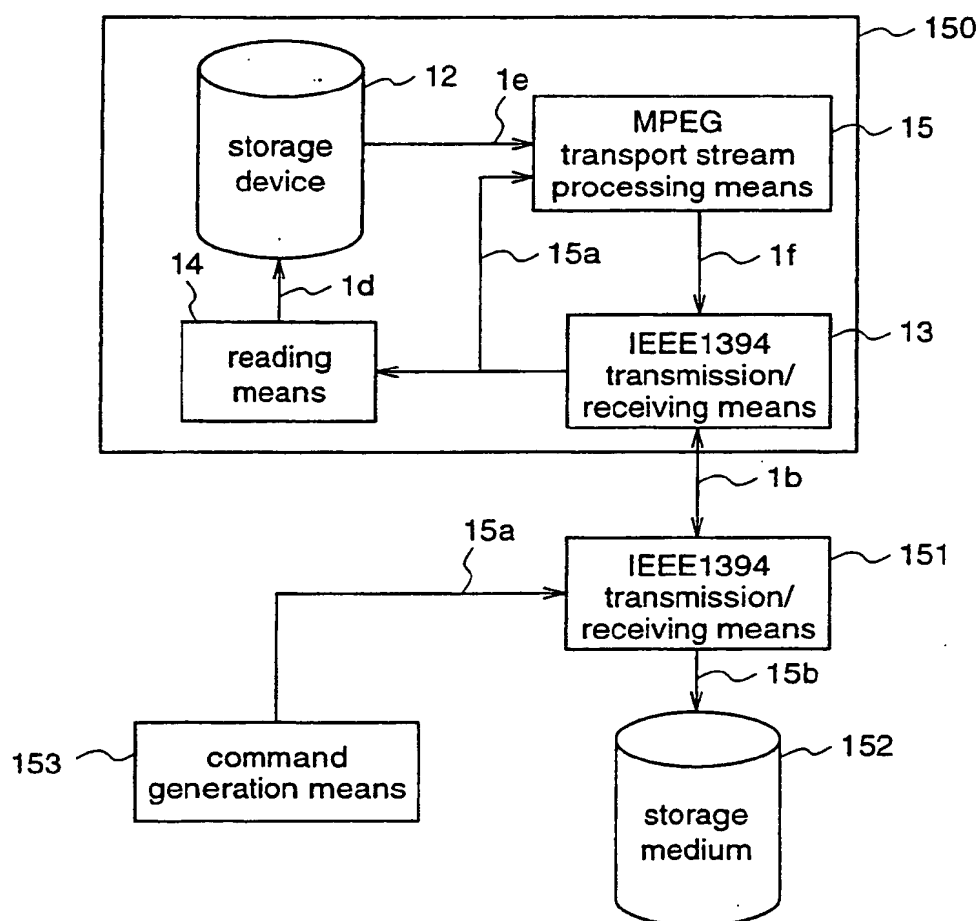 150
12
1e
storage
device
MPEG
transport stream
processing means
15
15a
1f
14
1d
reading
means
IEEE1394
transmission/
receiving means
13
1b
15a
IEEE1394
transmission/
receiving means
151
15b
153
command
generation means
152
storage
medium